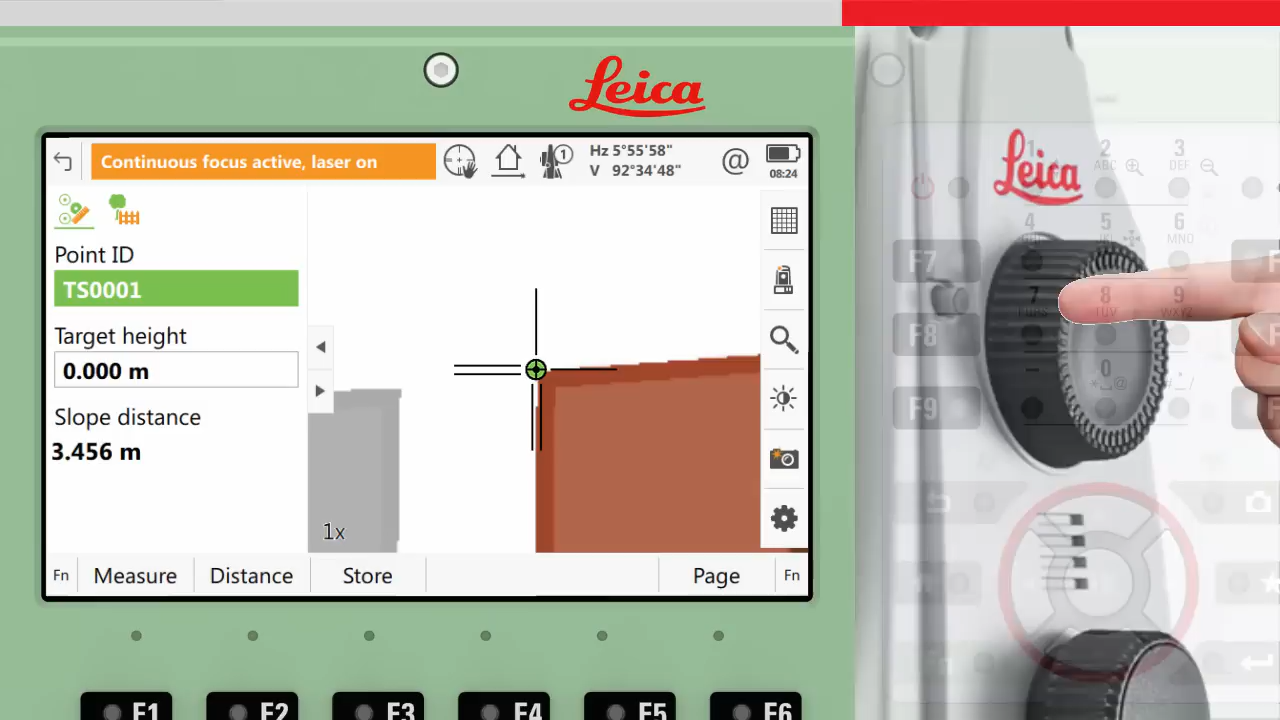 Leica
Continuous focus active, laser on
1
Hz 5°55'58"
V 92°34'48"
@
08:24
Point ID
TS0001
Target height
0.000 m
Slope distance
3.456 m
1x
Fn Measure Distance Store Page Fn
F1 F2 F3 F4 F5 F6
Leica
1 2 3
ABC DEF
4 5 6
MNO
F7
7 8 9
TUV WXYZ
F8
0
F9